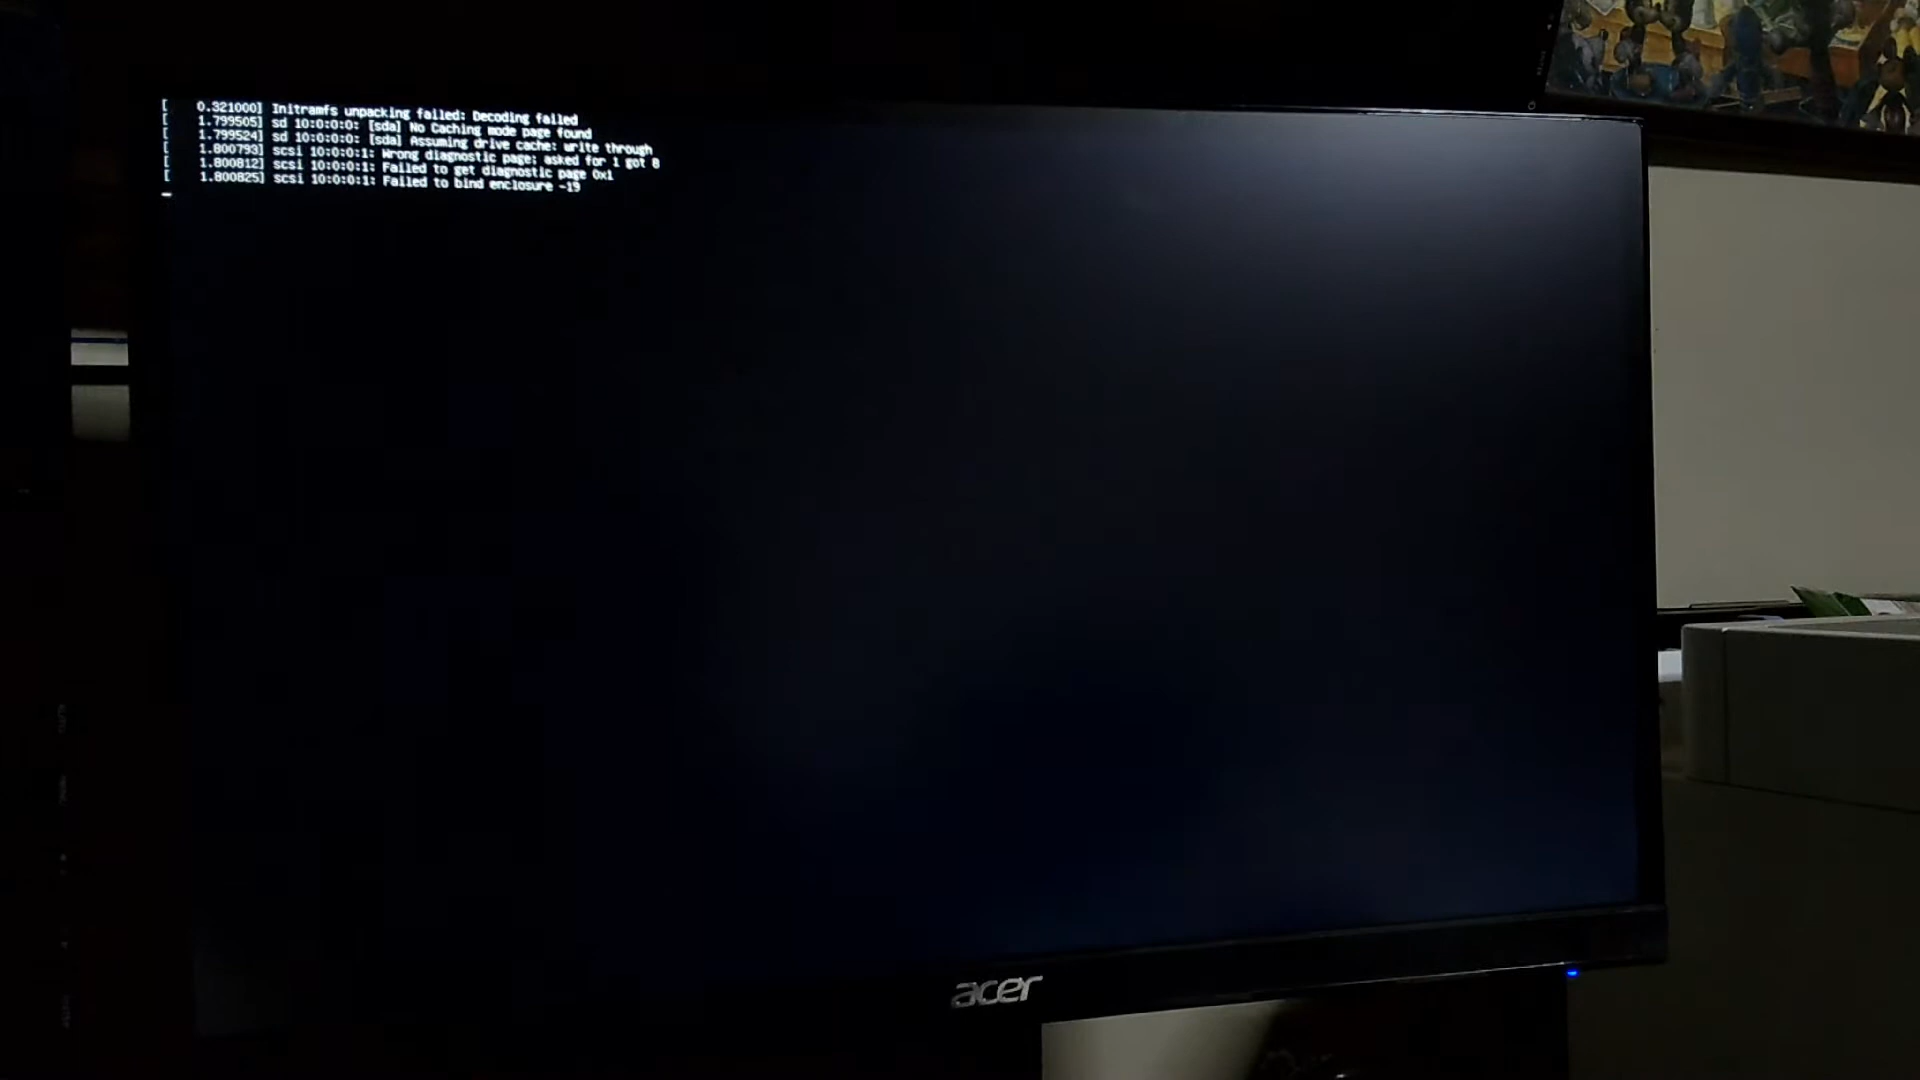 [    0.321000] Initramfs unpacking failed: Decoding failed
[    1.799505] sd 10:0:0:0: [sda] No Caching mode page found
[    1.799524] sd 10:0:0:0: [sda] Assuming drive cache: write through
[    1.800793] scsi 10:0:0:1: Wrong diagnostic page; asked for 1 got 8
[    1.800812] scsi 10:0:0:1: Failed to get diagnostic page 0x1
[    1.800825] scsi 10:0:0:1: Failed to bind enclosure -19
acer